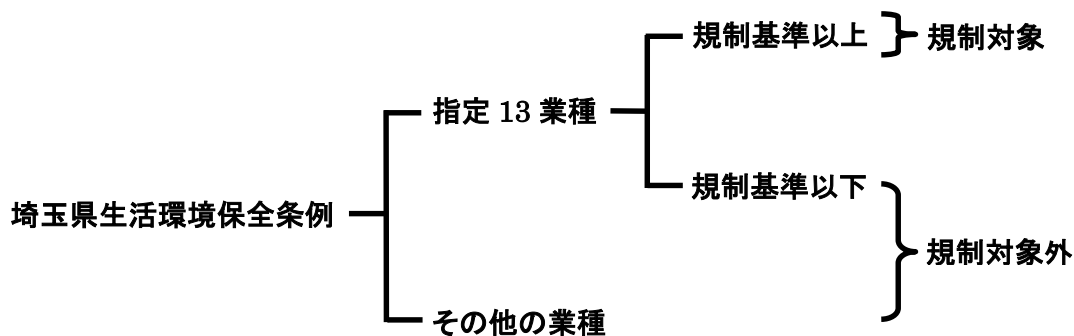 規制基準以上
規制対象
指定 13 業種
規制基準以下
埼玉県生活環境保全条例
規制対象外
その他の業種